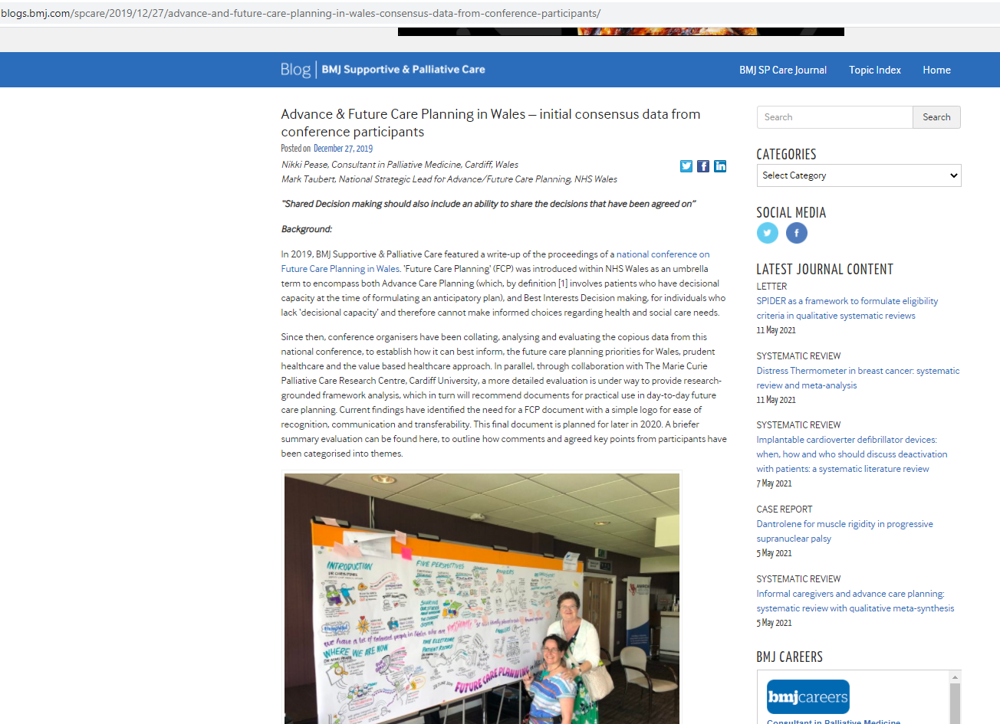 blogs.bmj.com/spcare/2019/12/27/advance-and-future-care-planning-in-wales-consensus-data-from-conference-participants/
Blog | BMJ Supportive & Palliative Care
BMJ SP Care Journal
Topic Index
Home
Advance & Future Care Planning in Wales – initial consensus data from
conference participants
Posted on December 27, 2019
Nikki Pease, Consultant in Palliative Medicine, Cardiff, Wales
Mark Taubert, National Strategic Lead for Advance/Future Care Planning, NHS Wales
"Shared Decision making should also include an ability to share the decisions that have been agreed on"
Background:
In 2019, BMJ Supportive & Palliative Care featured a write-up of the proceedings of a national conference on
Future Care Planning in Wales. 'Future Care Planning' (FCP) was introduced within NHS Wales as an umbrella
term to encompass both Advance Care Planning (which, by definition [1] involves patients who have decisional
capacity at the time of formulating an anticipatory plan), and Best Interests Decision making, for individuals who
lack 'decisional capacity' and therefore cannot make informed choices regarding health and social care needs.
Since then, conference organisers have been collating, analysing and evaluating the copious data from this
national conference, to establish how it can best inform, the future care planning priorities for Wales, prudent
healthcare and the value based healthcare approach. In parallel, through collaboration with The Marie Curie
Palliative Care Research Centre, Cardiff University, a more detailed evaluation is under way to provide research-
grounded framework analysis, which in turn will recommend documents for practical use in day-to-day future
care planning. Current findings have identified the need for a FCP document with a simple logo for ease of
recognition, communication and transferability. This final document is planned for later in 2020. A briefer
summary evaluation can be found here, to outline how comments and agreed key points from participants have
been categorised into themes.
INTRODUCTION
FIVE PERSPECTIVES
WE HAVE A LOT OF talented people in Wales who are PASSIONATE
WHERE WE ARE NOW
THE ELECTRONIC
PATIENT RECORD
FUTURE CARE PLANNING
Search
Search
CATEGORIES
Select Category
SOCIAL MEDIA
LATEST JOURNAL CONTENT
LETTER
SPIDER as a framework to formulate eligibility
criteria in qualitative systematic reviews
11 May 2021
SYSTEMATIC REVIEW
Distress Thermometer in breast cancer: systematic
review and meta-analysis
11 May 2021
SYSTEMATIC REVIEW
Implantable cardioverter defibrillator devices:
when, how and who should discuss deactivation
with patients: a systematic literature review
7 May 2021
CASE REPORT
Dantrolene for muscle rigidity in progressive
supranuclear palsy
5 May 2021
SYSTEMATIC REVIEW
Informal caregivers and advance care planning:
systematic review with qualitative meta-synthesis
5 May 2021
BMJ CAREERS
bmjcareers
Consultant in Palliative Medicine